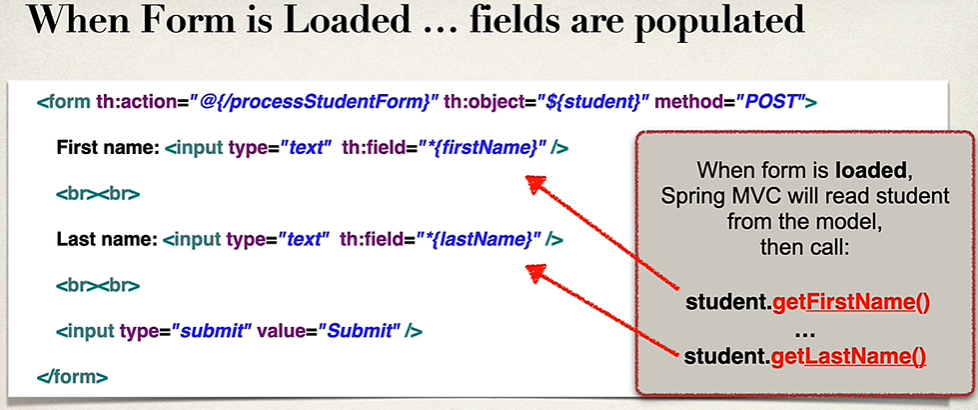 When Form is Loaded … fields are populated
<form th:action="@{/processStudentForm}" th:object="${student}" method="POST">
First name: <input type="text" th:field="*{firstName}" />
<br><br>
Last name: <input type="text" th:field="*{lastName}" />
<br><br>
<input type="submit" value="Submit" />
</form>
When form is loaded,
Spring MVC will read student
from the model,
then call:
student.getFirstName()
…
student.getLastName()